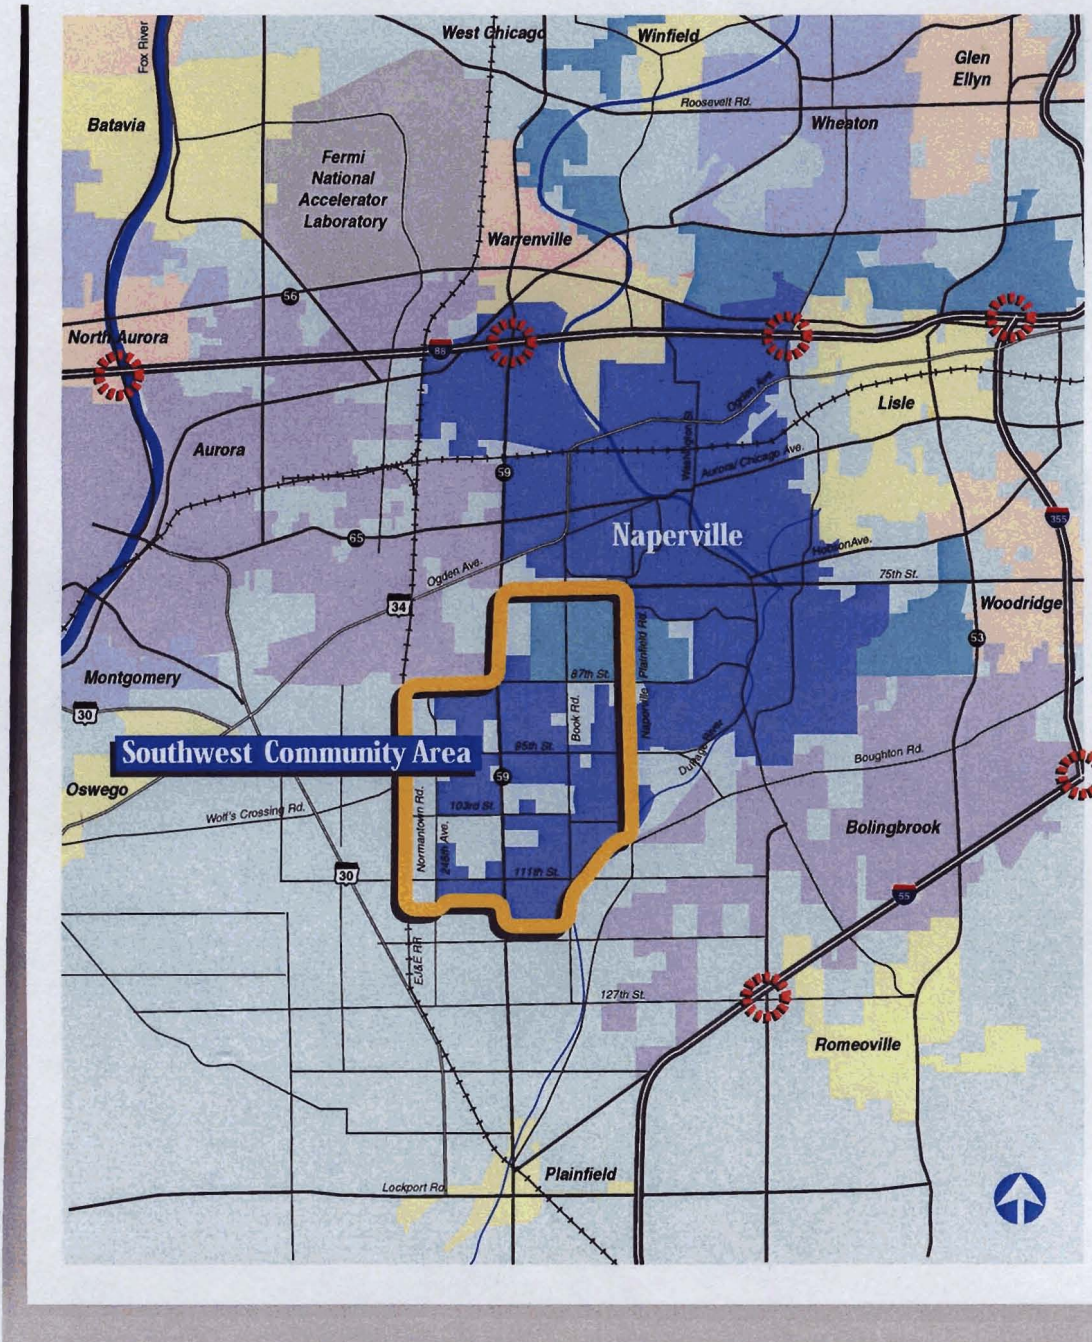 Fox River
West Chicago
Winfield
Glen
Ellyn
Roosevelt Rd.
Batavia
Wheaton
Fermi
National
Accelerator
Laboratory
Warrenville
56
North Aurora
88
Ogden Ave.
Lisle
Washington St.
Aurora
Aurora/ Chicago Ave.
59
355
65
Naperville
HobsonAve.
Ogden Ave.
75th St.
34
Woodridge
53
Naperville Plainfield Rd.
87th St.
Montgomery
30
Book Rd.
Southwest Community Area
95th St.
DuPage River
Boughton Rd.
59
Oswego
Normantown Rd.
103rd St.
Wolf's Crossing Rd.
Bolingbrook
248th Ave.
30
111th St.
55
EJ&E RR
127th St.
Romeoville
Plainfield
Lockport Rd.